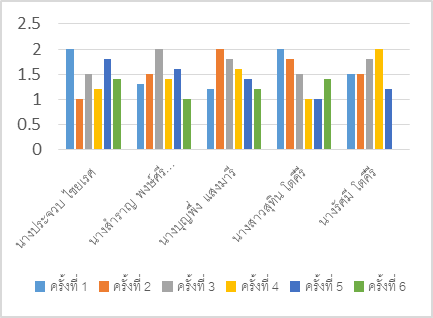 2.5
2
1.5
1
0.5
0
นางประจวบ ไชยเรศ
นางสำราญ พงษ์ศรี...
นางบุญพึ่ง แสงมารี
นางสาวสุทิน โตคีรี
นางรัศมี โตคีรี
ครั้งที่ 1 ครั้งที่ 2 ครั้งที่ 3 ครั้งที่ 4 ครั้งที่ 5 ครั้งที่ 6